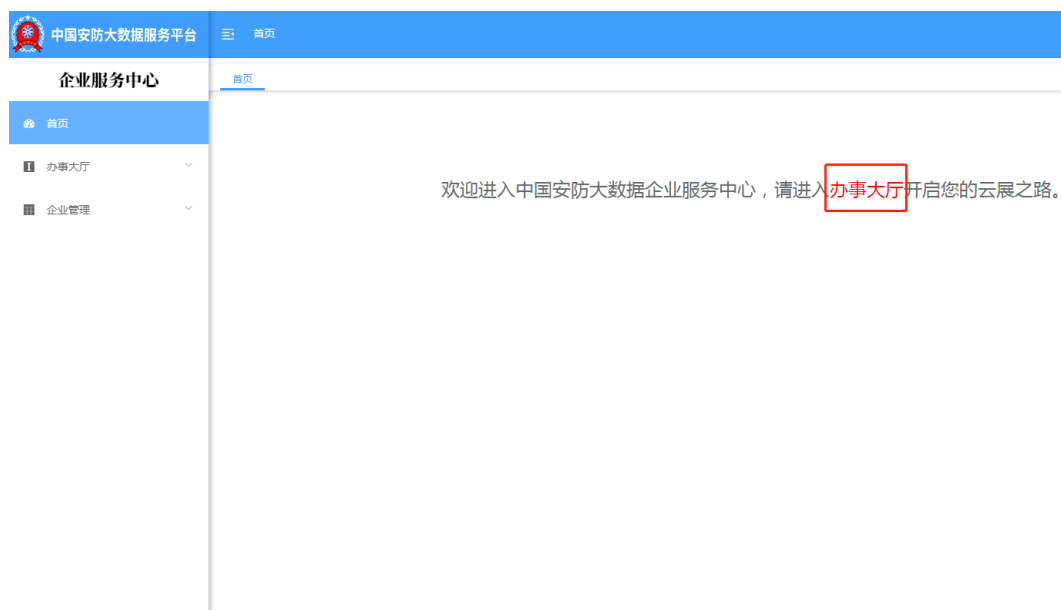 中国安防大数据服务平台
首页
企业服务中心
首页
首页
办事大厅
企业管理
欢迎进入中国安防大数据企业服务中心，请进入办事大厅开启您的云展之路。